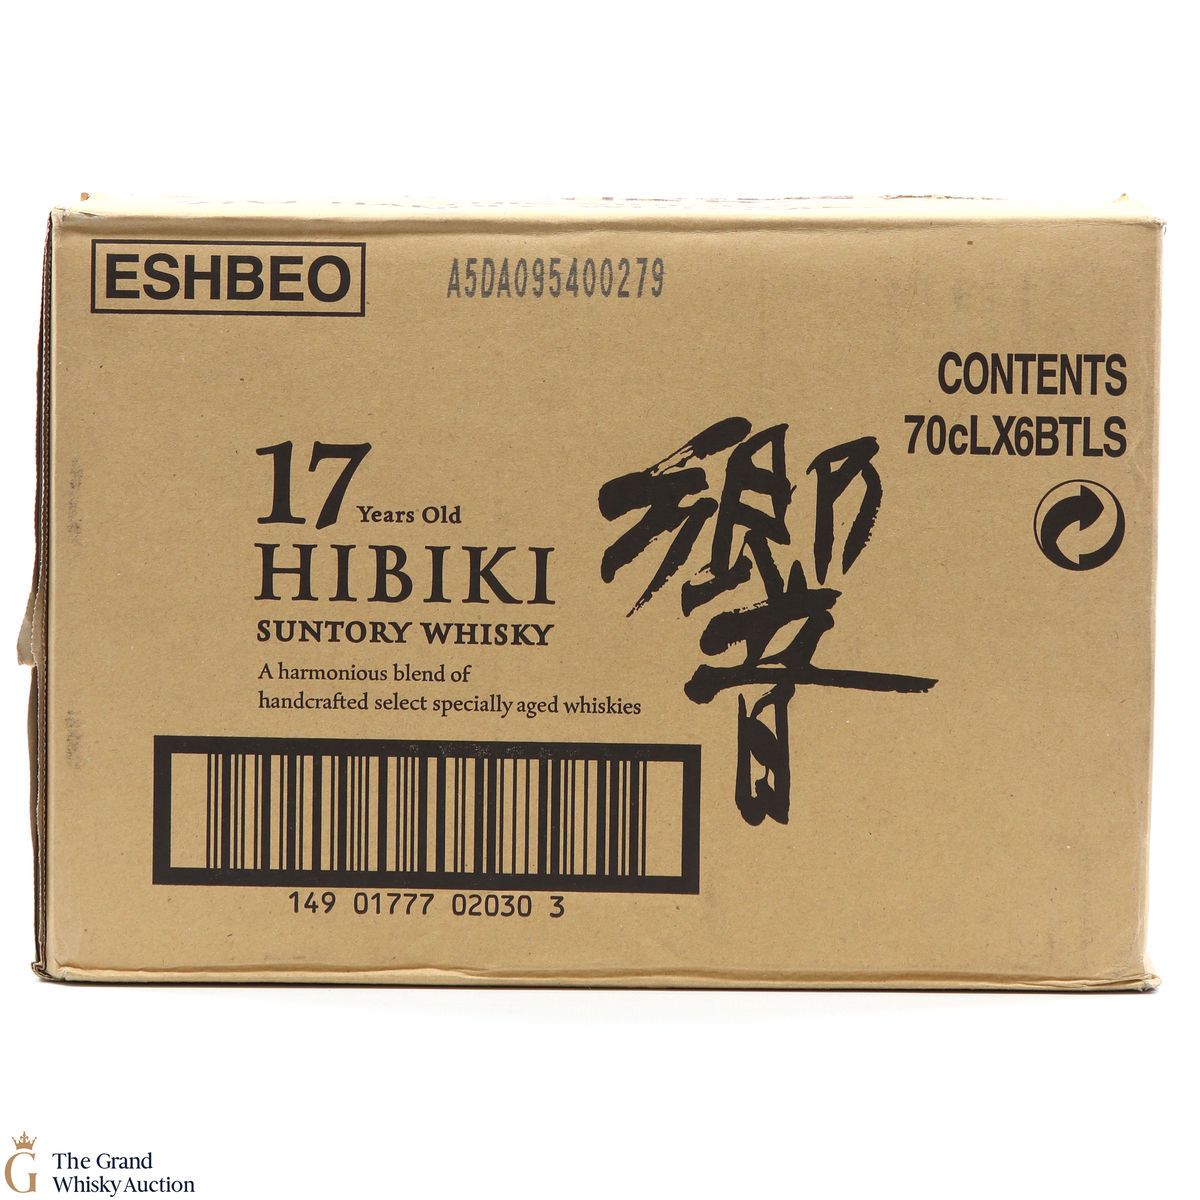 ESHBEO
A5DA095400279
CONTENTS
70cLX6BTLS
17 Years Old
HIBIKI
SUNTORY WHISKY
A harmonious blend of
handcrafted select specially aged whiskies
響
149 01777 02030 3
G The Grand
Whisky Auction